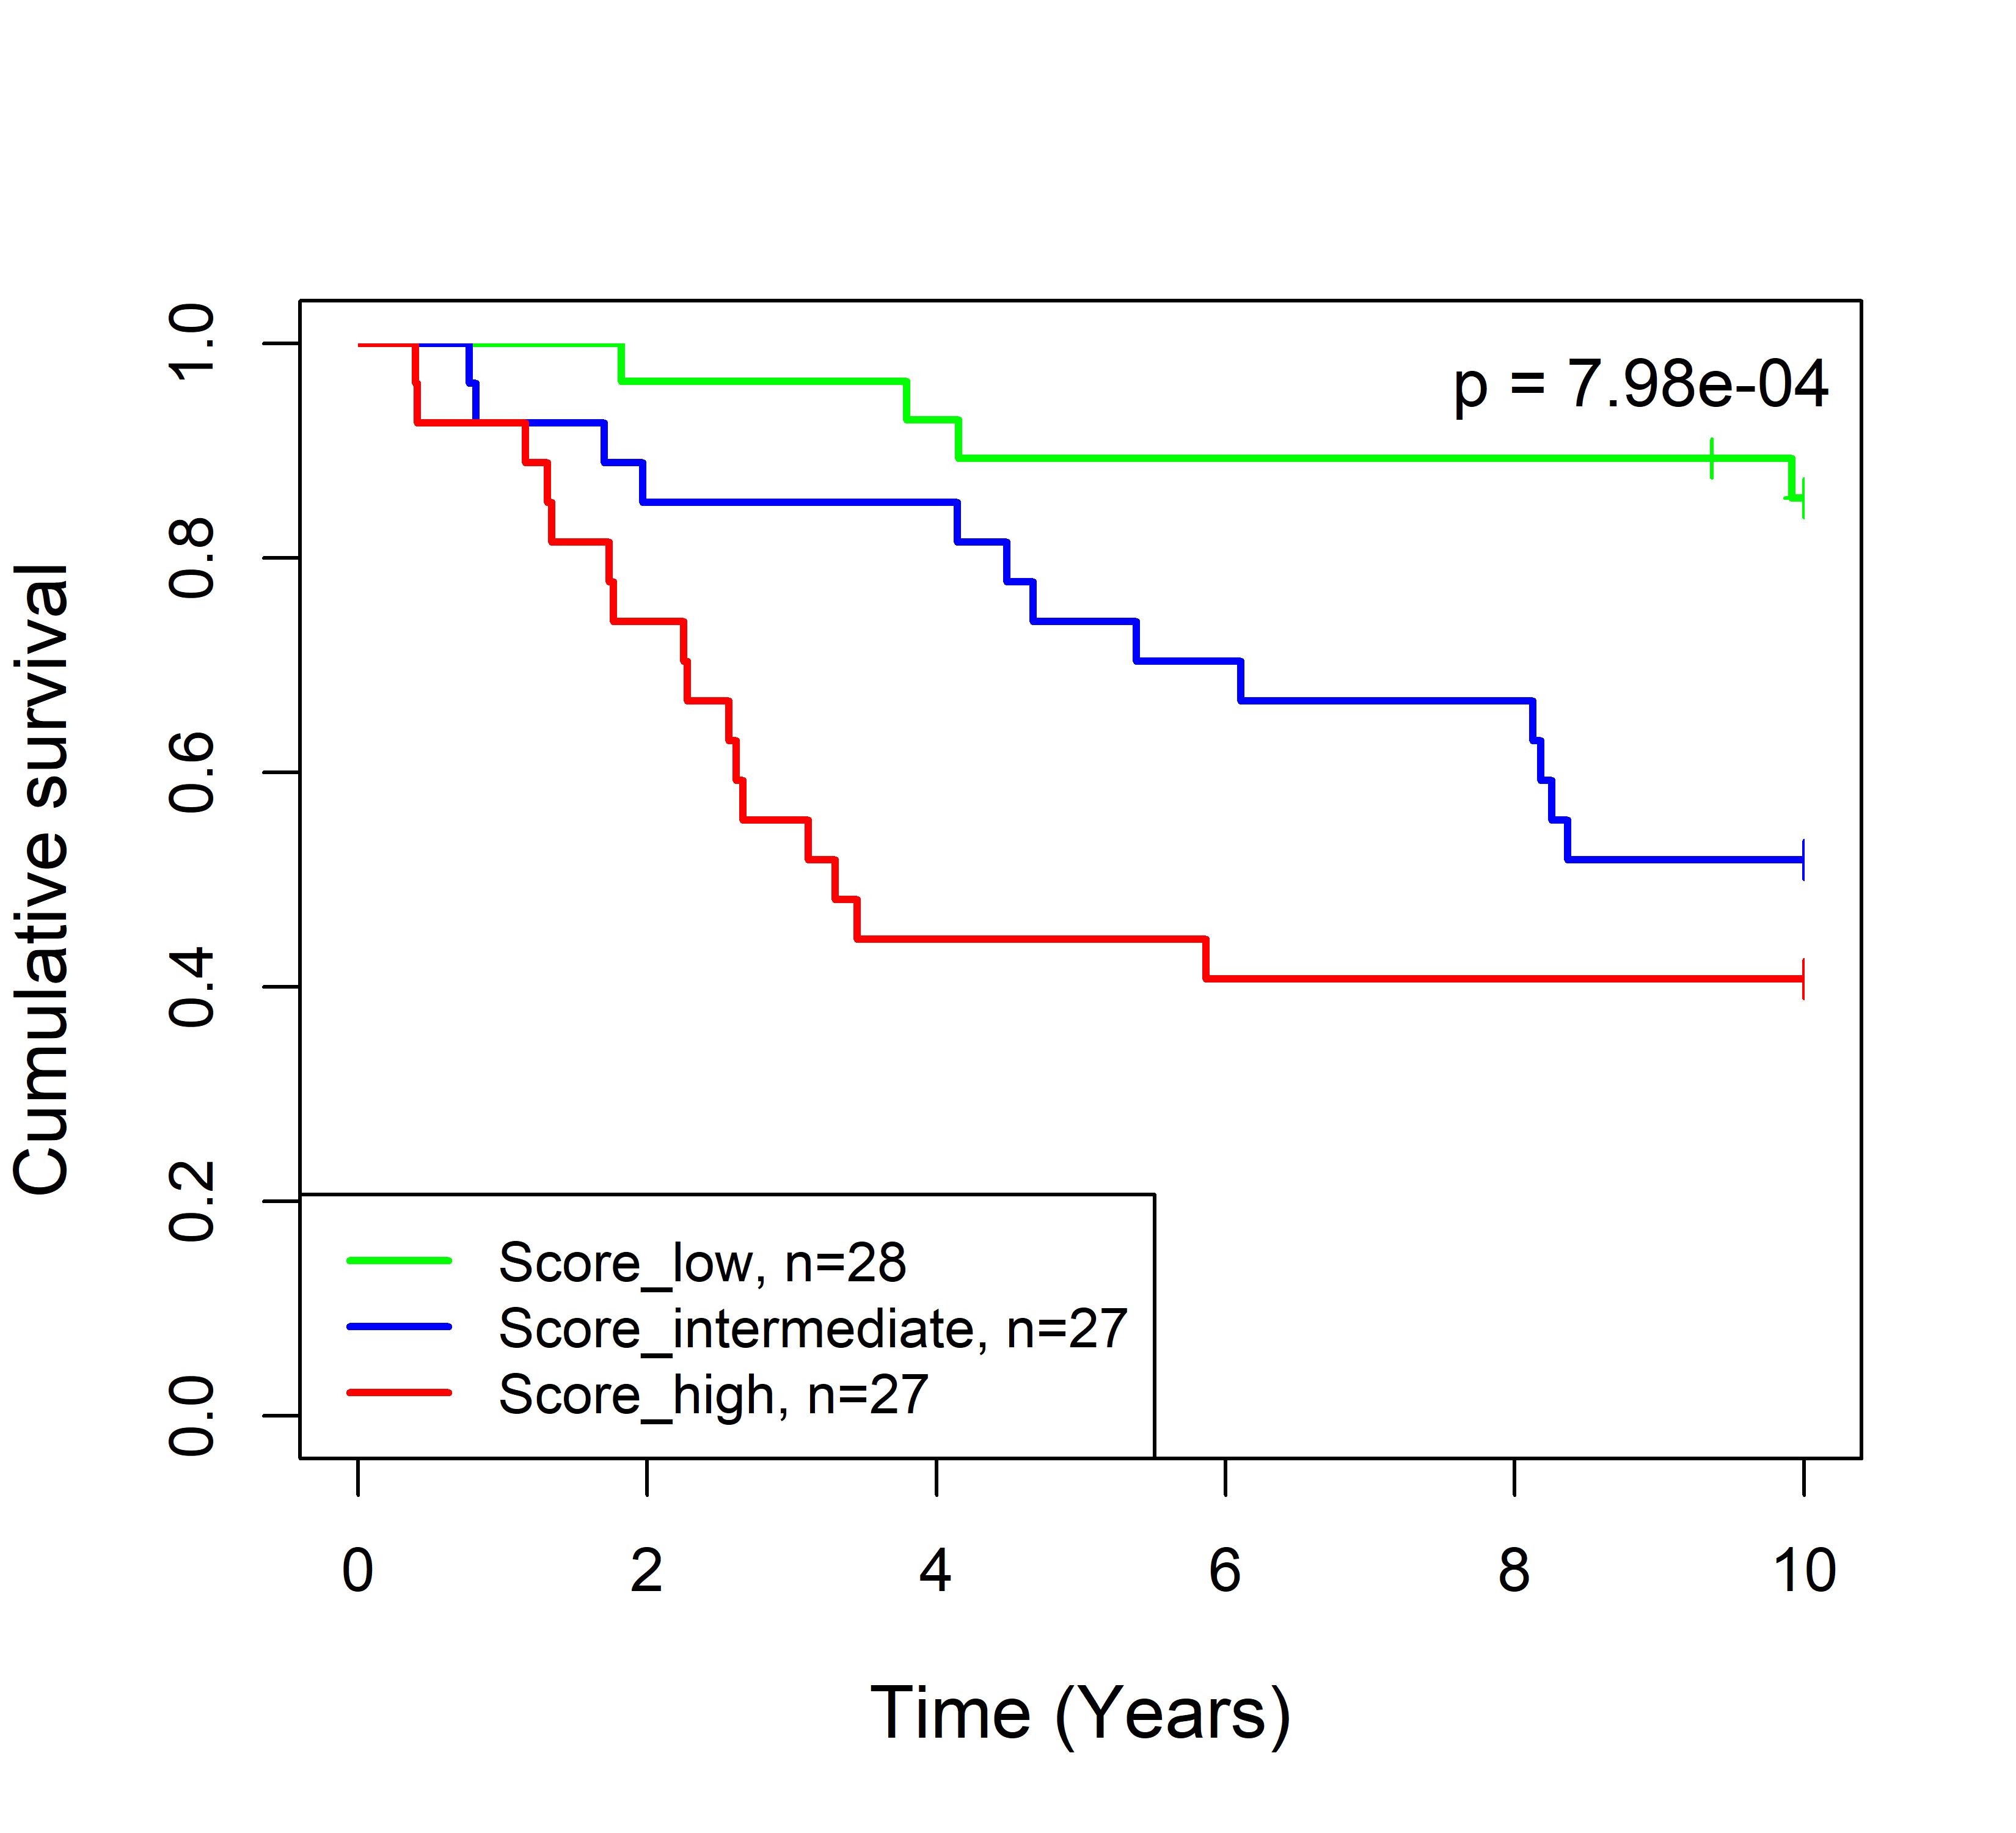 p = 7.98e-04
Cumulative survival
1.0
0.8
0.6
0.4
0.2
0.0
Score_low, n=28
Score_intermediate, n=27
Score_high, n=27
0 2 4 6 8 10
Time (Years)